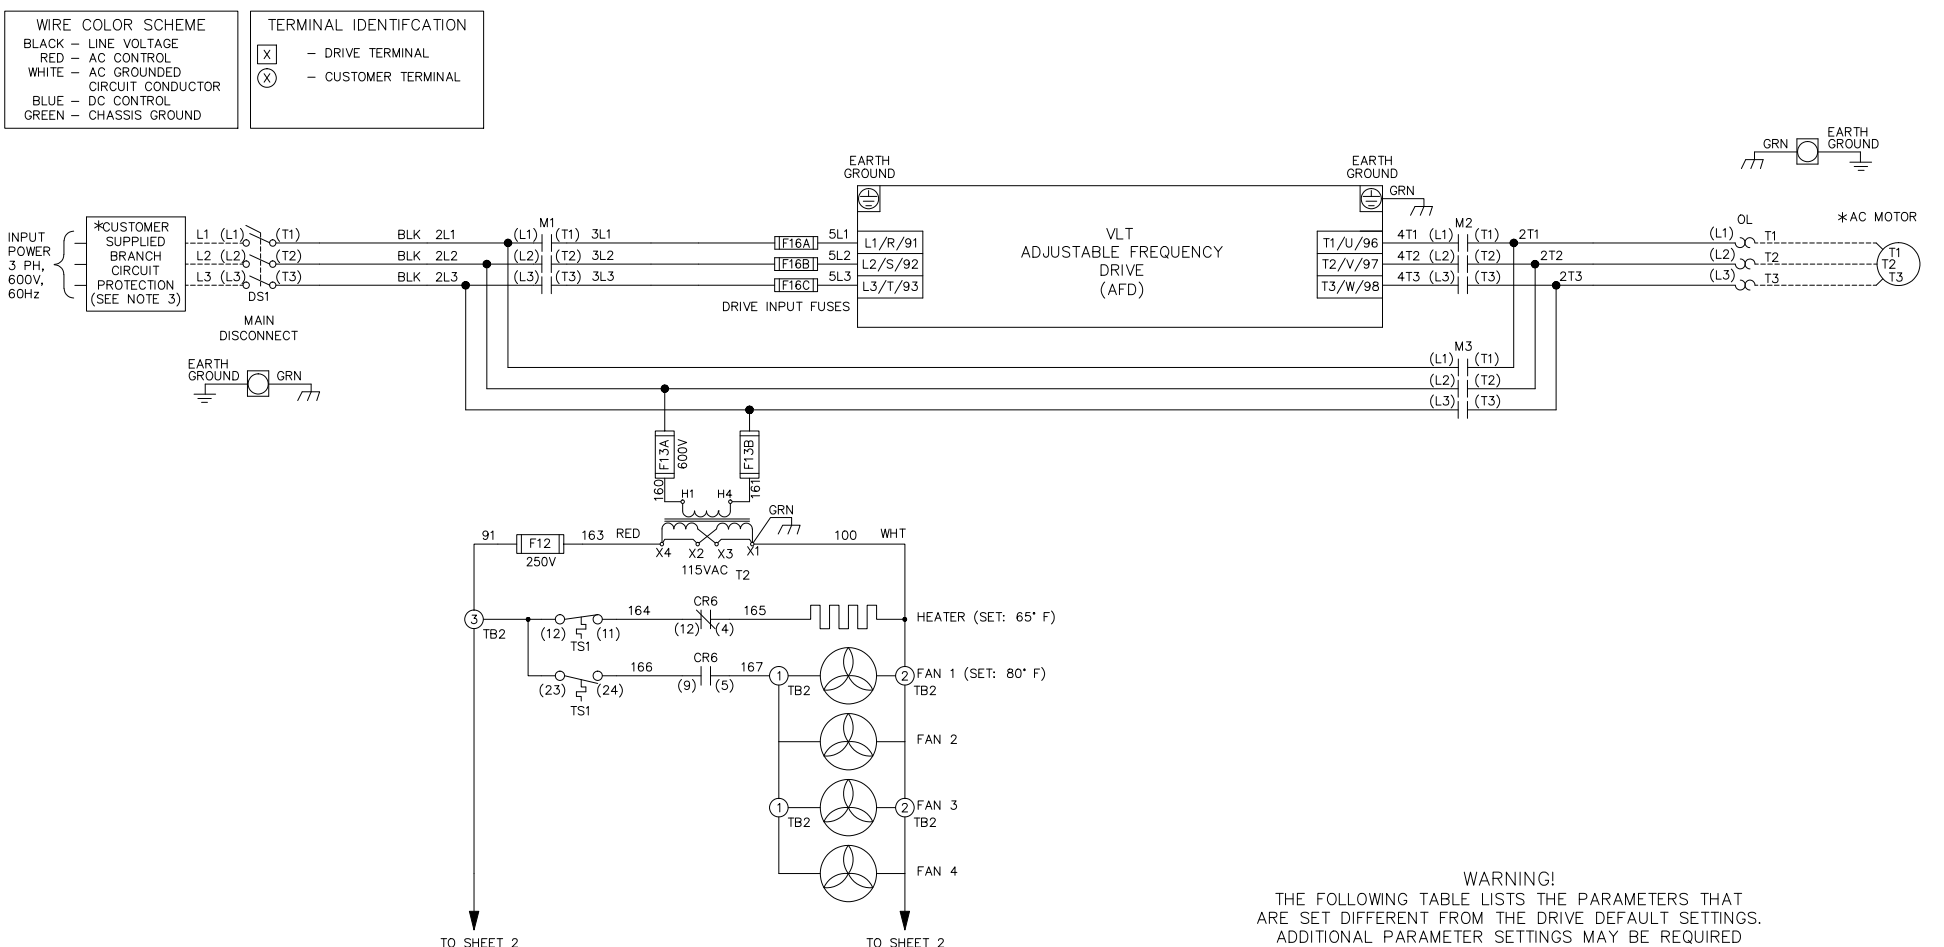 WIRE COLOR SCHEME
BLACK – LINE VOLTAGE
RED – AC CONTROL
WHITE – AC GROUNDED
CIRCUIT CONDUCTOR
BLUE – DC CONTROL
GREEN – CHASSIS GROUND
TERMINAL IDENTIFCATION
X – DRIVE TERMINAL
X – CUSTOMER TERMINAL
INPUT
POWER
3 PH,
600V,
60Hz
*CUSTOMER
SUPPLIED
BRANCH
CIRCUIT
PROTECTION
(SEE NOTE 3)
L1 (L1) (T1) BLK 2L1 (L1) M1 (T1) 3L1 F16A 5L1 L1/R/91
L2 (L2) (T2) BLK 2L2 (L2) (T2) 3L2 F16B 5L2 L2/S/92
L3 (L3) (T3) BLK 2L3 (L3) (T3) 3L3 F16C 5L3 L3/T/93
DS1
MAIN
DISCONNECT
DRIVE INPUT FUSES
EARTH
GROUND
VLT
ADJUSTABLE FREQUENCY
DRIVE
(AFD)
EARTH
GROUND
GRN
T1/U/96 4T1 (L1) M2 (T1) 2T1 (L1) OL T1
T2/V/97 4T2 (L2) (T2) 2T2 (L2) T2
T3/W/98 4T3 (L3) (T3) 2T3 (L3) T3
GRN
EARTH
GROUND
*AC MOTOR
T1
T2
T3
EARTH
GROUND GRN
M3
(L1) (T1)
(L2) (T2)
(L3) (T3)
F13A
600V
F13B
160
161
H1 H4
GRN
91 F12 163 RED
250V
X4 X2 X3 X1
100 WHT
115VAC T2
3
TB2
(12) (11)
TS1
164
CR6
(12) (4)
165
HEATER (SET: 65° F)
(23) (24)
TS1
166
CR6
(9) (5)
167
1
TB2
2
TB2
FAN 1 (SET: 80° F)
FAN 2
1
TB2
2
TB2
FAN 3
FAN 4
TO SHEET 2
TO SHEET 2
WARNING!
THE FOLLOWING TABLE LISTS THE PARAMETERS THAT
ARE SET DIFFERENT FROM THE DRIVE DEFAULT SETTINGS.
ADDITIONAL PARAMETER SETTINGS MAY BE REQUIRED